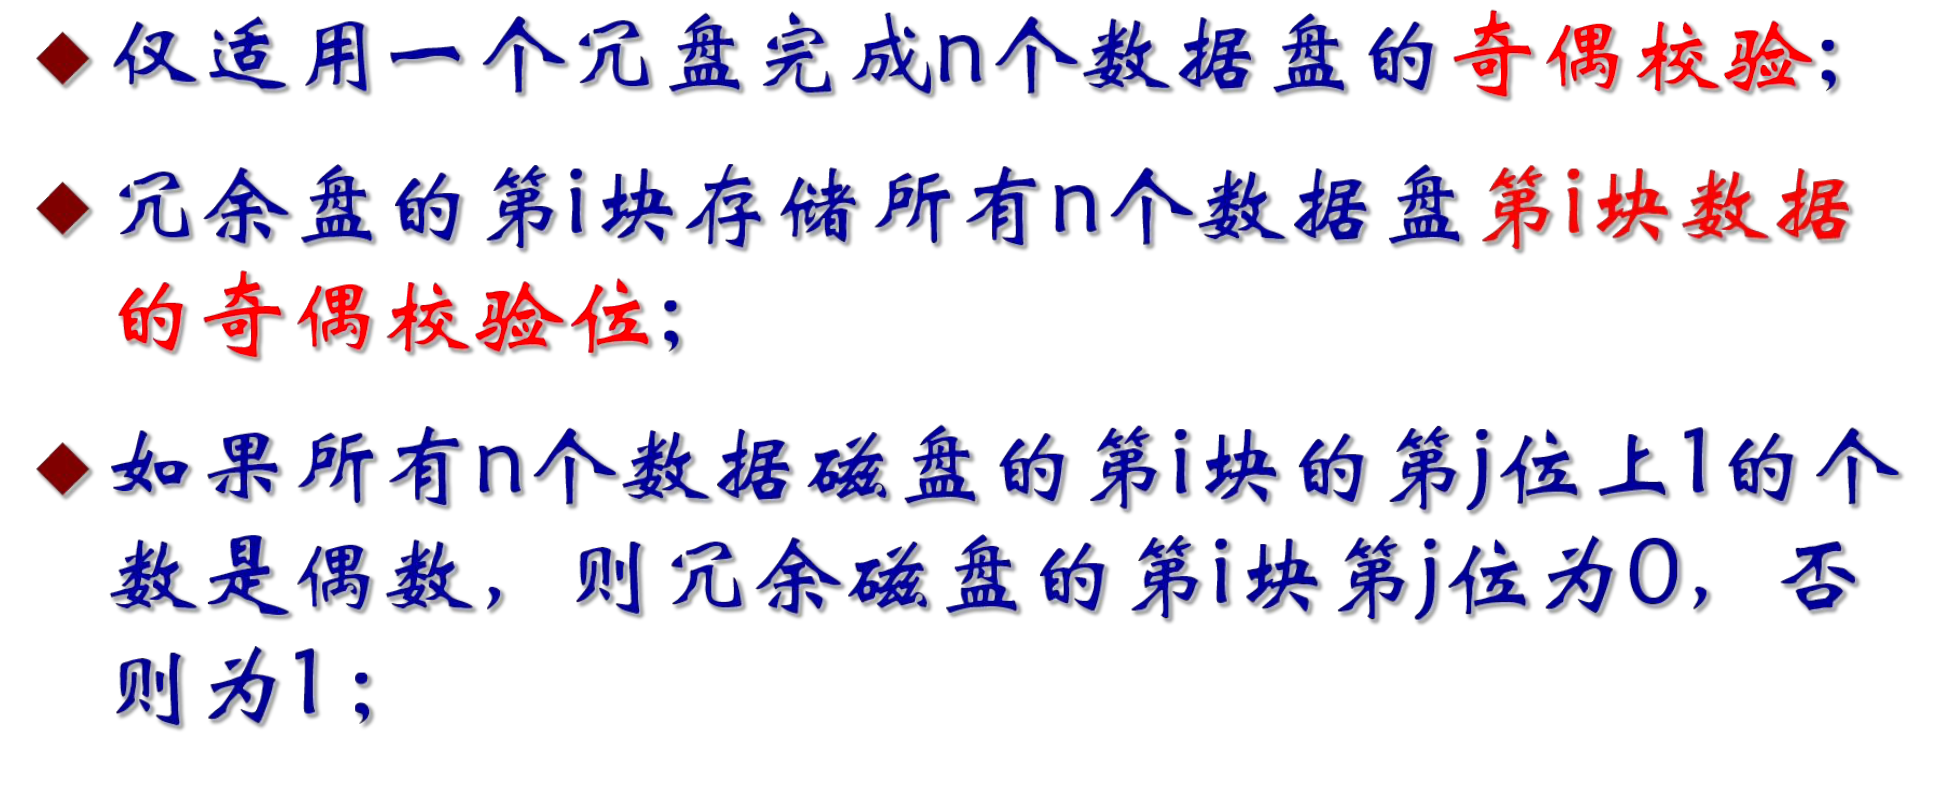 仅适用一个冗盘完成n个数据盘的奇偶校验;
冗余盘的第i块存储所有n个数据盘第i块数据
的奇偶校验位;
如果所有n个数据磁盘的第i块的第j位上1的个
数是偶数，则冗余磁盘的第i块第j位为0，否
则为1;